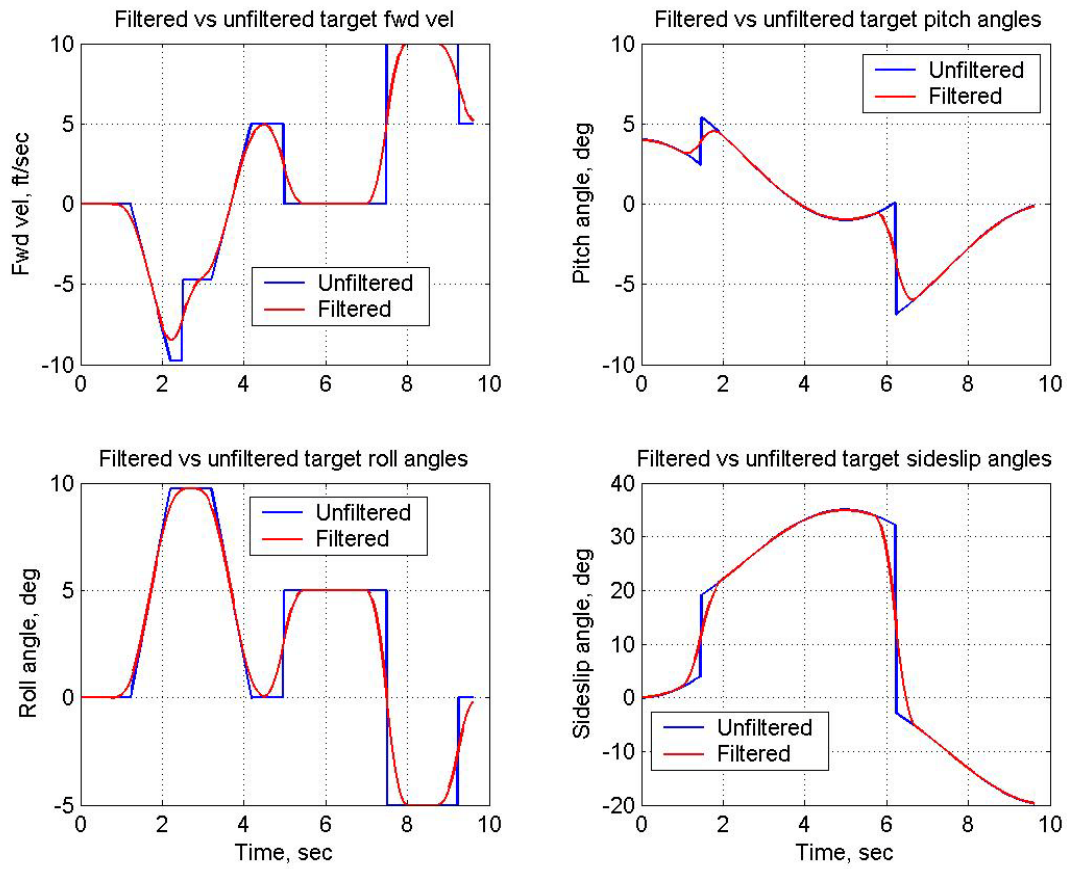 Filtered vs unfiltered target fwd vel
10
5
0
-5
-10
Fwd vel, ft/sec
Unfiltered
Filtered
0 2 4 6 8 10
Filtered vs unfiltered target pitch angles
10
5
0
-5
-10
Pitch angle, deg
Unfiltered
Filtered
0 2 4 6 8 10
Filtered vs unfiltered target roll angles
10
5
0
-5
Roll angle, deg
Unfiltered
Filtered
0 2 4 6 8 10
Time, sec
Filtered vs unfiltered target sideslip angles
40
30
20
10
0
-10
-20
Sideslip angle, deg
Unfiltered
Filtered
0 2 4 6 8 10
Time, sec